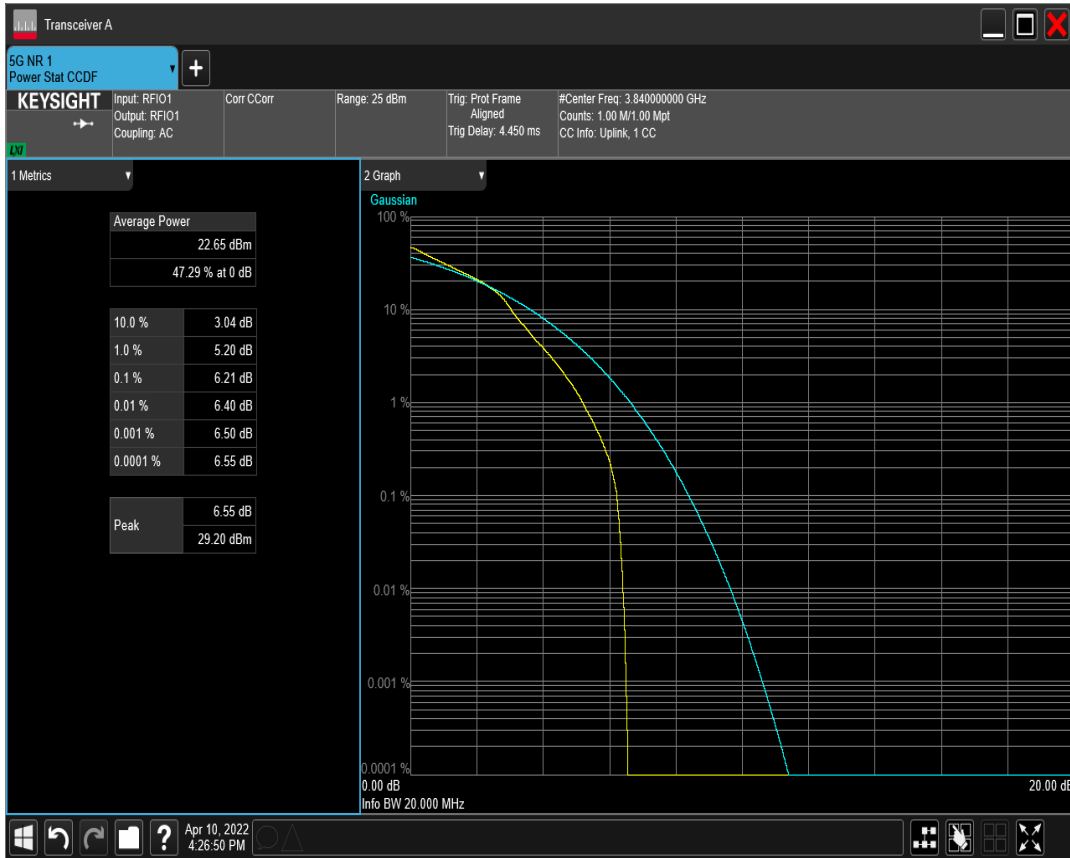 Transceiver A
5G NR 1
Power Stat CCDF
KEYSIGHT
LXI
Input: RFIO1
Output: RFIO1
Coupling: AC
Corr CCorr
Range: 25 dBm
Trig: Prot Frame
Aligned
Trig Delay: 4.450 ms
#Center Freq: 3.840000000 GHz
Counts: 1.00 M/1.00 Mpt
CC Info: Uplink, 1 CC
1 Metrics
Average Power
22.65 dBm
47.29 % at 0 dB
10.0 % 3.04 dB
1.0 % 5.20 dB
0.1 % 6.21 dB
0.01 % 6.40 dB
0.001 % 6.50 dB
0.0001 % 6.55 dB
Peak 6.55 dB
29.20 dBm
2 Graph
Gaussian
100 %
10 %
1 %
0.1 %
0.01 %
0.001 %
0.0001 %
0.00 dB 20.00 dB
Info BW 20.000 MHz
Apr 10, 2022
4:26:50 PM